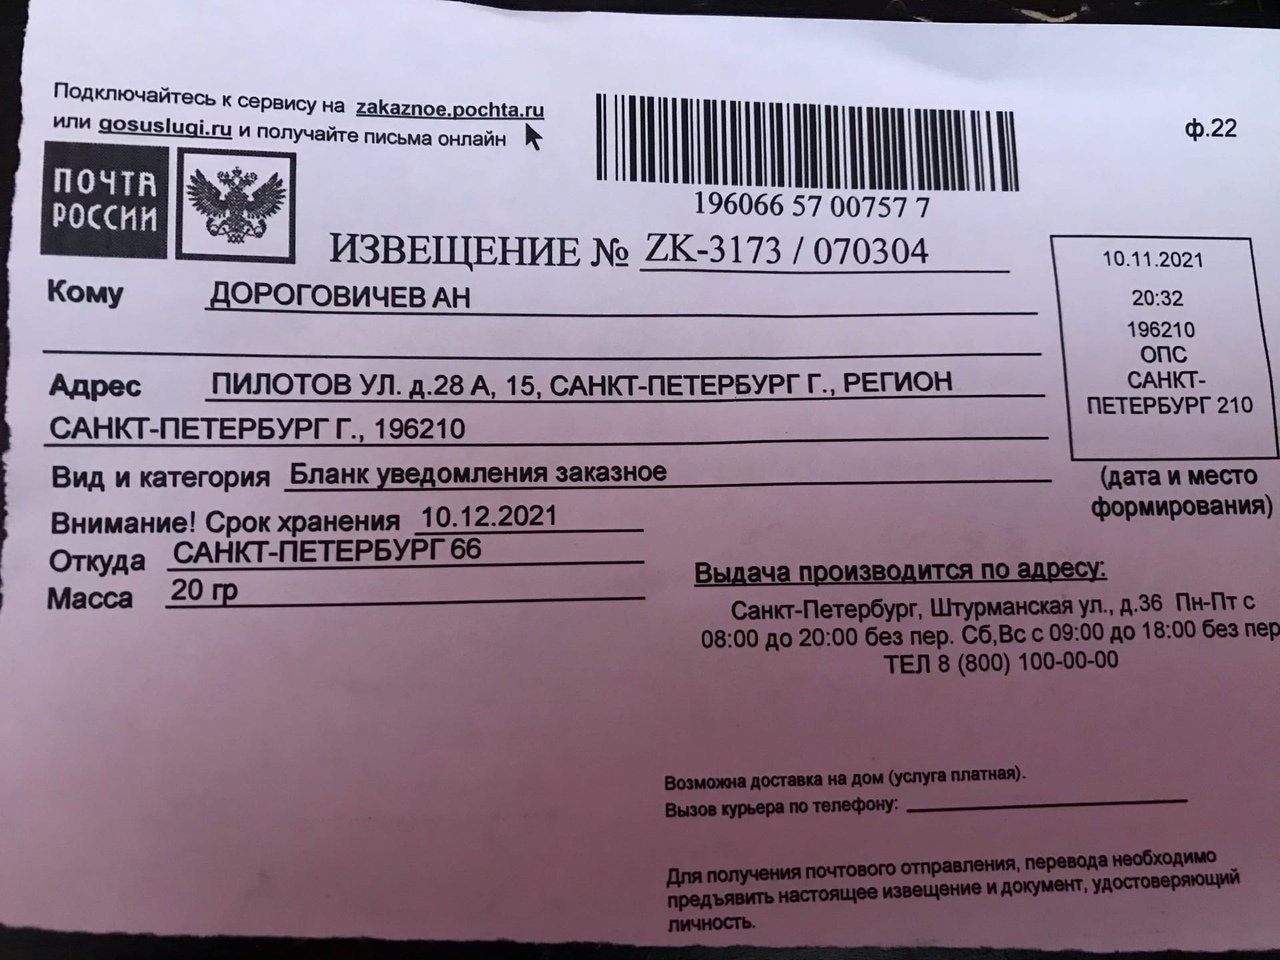 Подключайтесь к сервису на zakaznoe.pochta.ru
или gosuslugi.ru и получайте письма онлайн
ПОЧТА
РОССИИ
196066 57 00757 7
ф.22
ИЗВЕЩЕНИЕ № ZK-3173 / 070304
Кому ДОРОГОВИЧЕВ АН
Адрес ПИЛОТОВ УЛ. д.28 А, 15, САНКТ-ПЕТЕРБУРГ Г., РЕГИОН
САНКТ-ПЕТЕРБУРГ Г., 196210
Вид и категория Бланк уведомления заказное
Внимание! Срок хранения 10.12.2021
Откуда САНКТ-ПЕТЕРБУРГ 66
Масса 20 гр
10.11.2021
20:32
196210
ОПС
САНКТ-
ПЕТЕРБУРГ 210
(дата и место
формирования)
Выдача производится по адресу:
Санкт-Петербург, Штурманская ул., д.36 Пн-Пт с
08:00 до 20:00 без пер. Сб,Вс с 09:00 до 18:00 без пер
ТЕЛ 8 (800) 100-00-00
Возможна доставка на дом (услуга платная).
Вызов курьера по телефону:
Для получения почтового отправления, перевода необходимо
предъявить настоящее извещение и документ, удостоверяющий
личность.